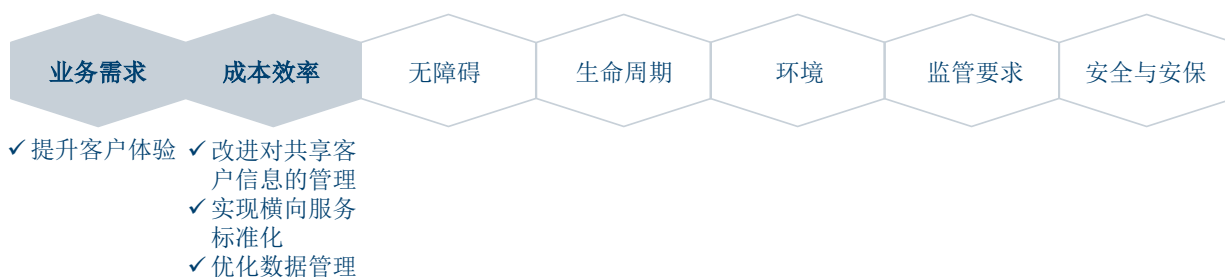 业务需求
成本效率
无障碍
生命周期
环境
监管要求
安全与安保
✓提升客户体验
✓改进对共享客
户信息的管理
✓实现横向服务
标准化
✓优化数据管理